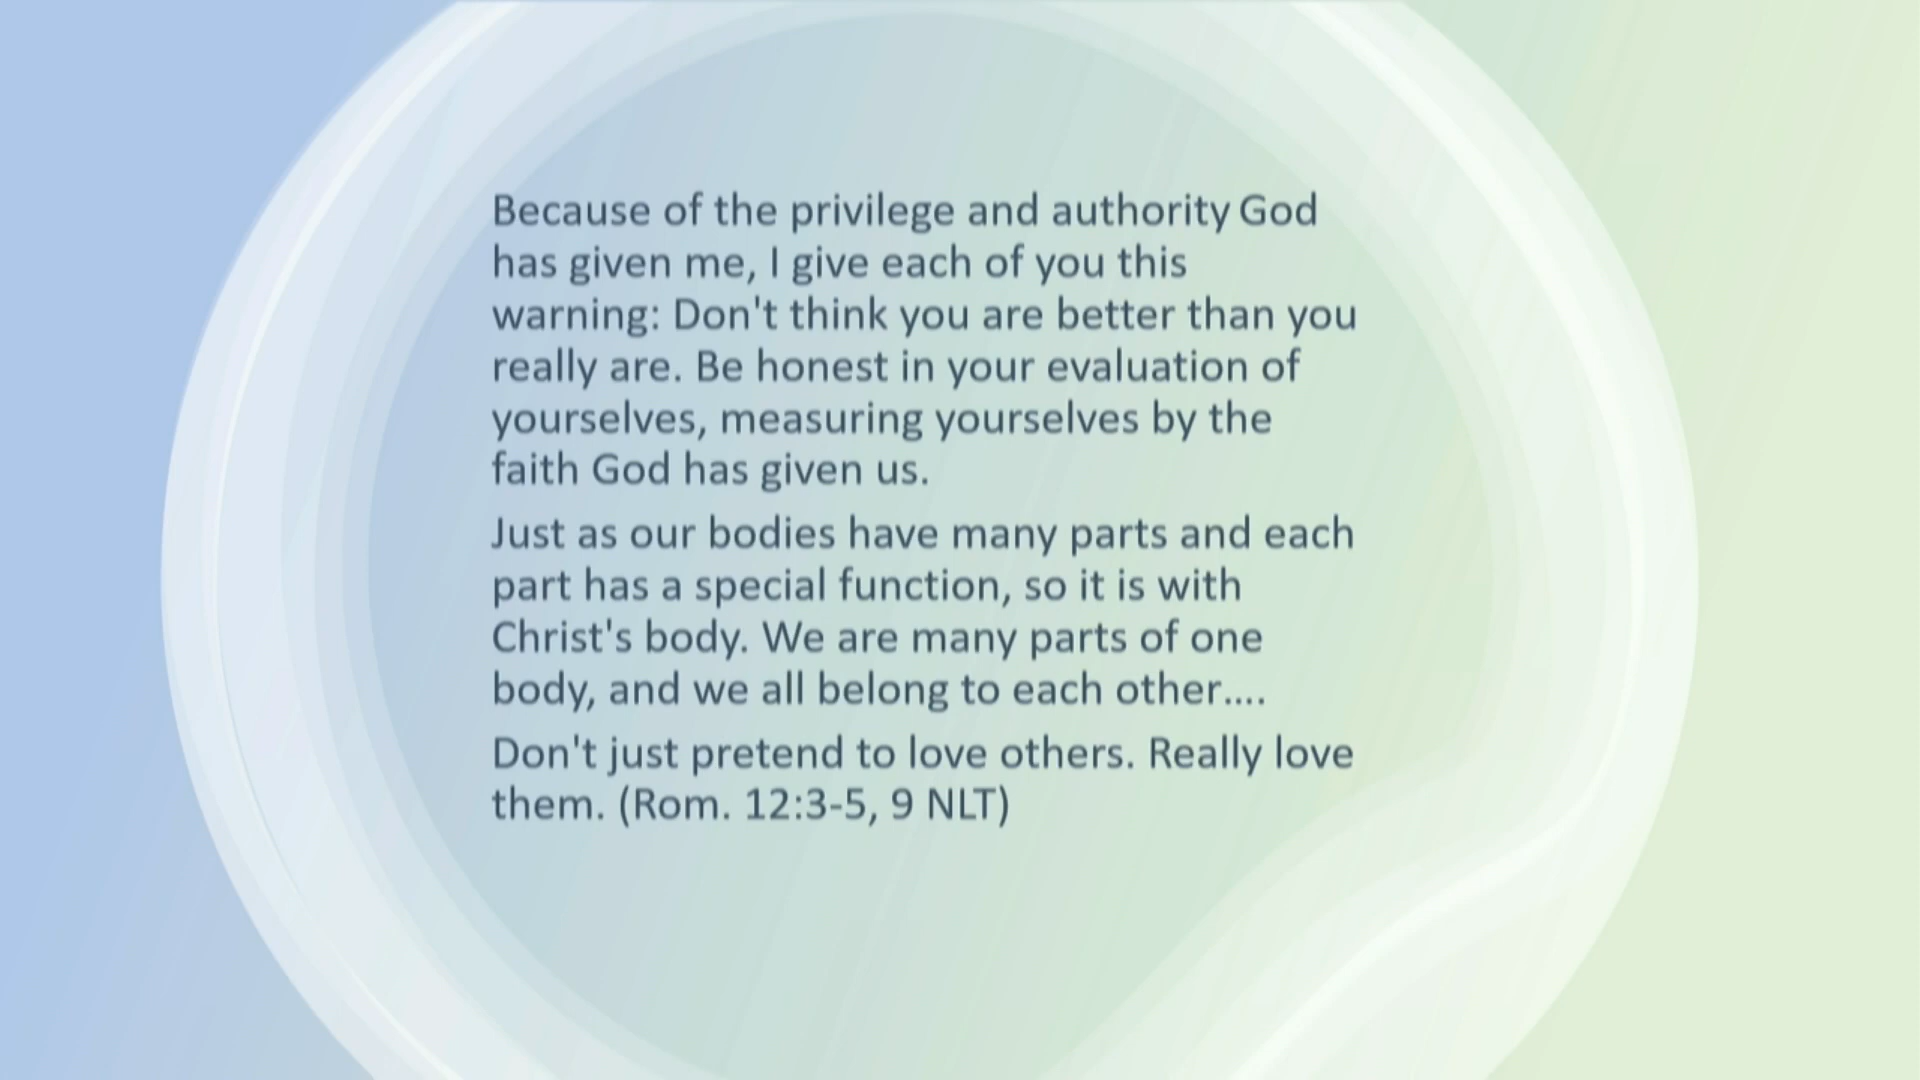 Because of the privilege and authority God
has given me, I give each of you this
warning: Don't think you are better than you
really are. Be honest in your evaluation of
yourselves, measuring yourselves by the
faith God has given us.
Just as our bodies have many parts and each
part has a special function, so it is with
Christ's body. We are many parts of one
body, and we all belong to each other....
Don't just pretend to love others. Really love
them. (Rom. 12:3-5, 9 NLT)